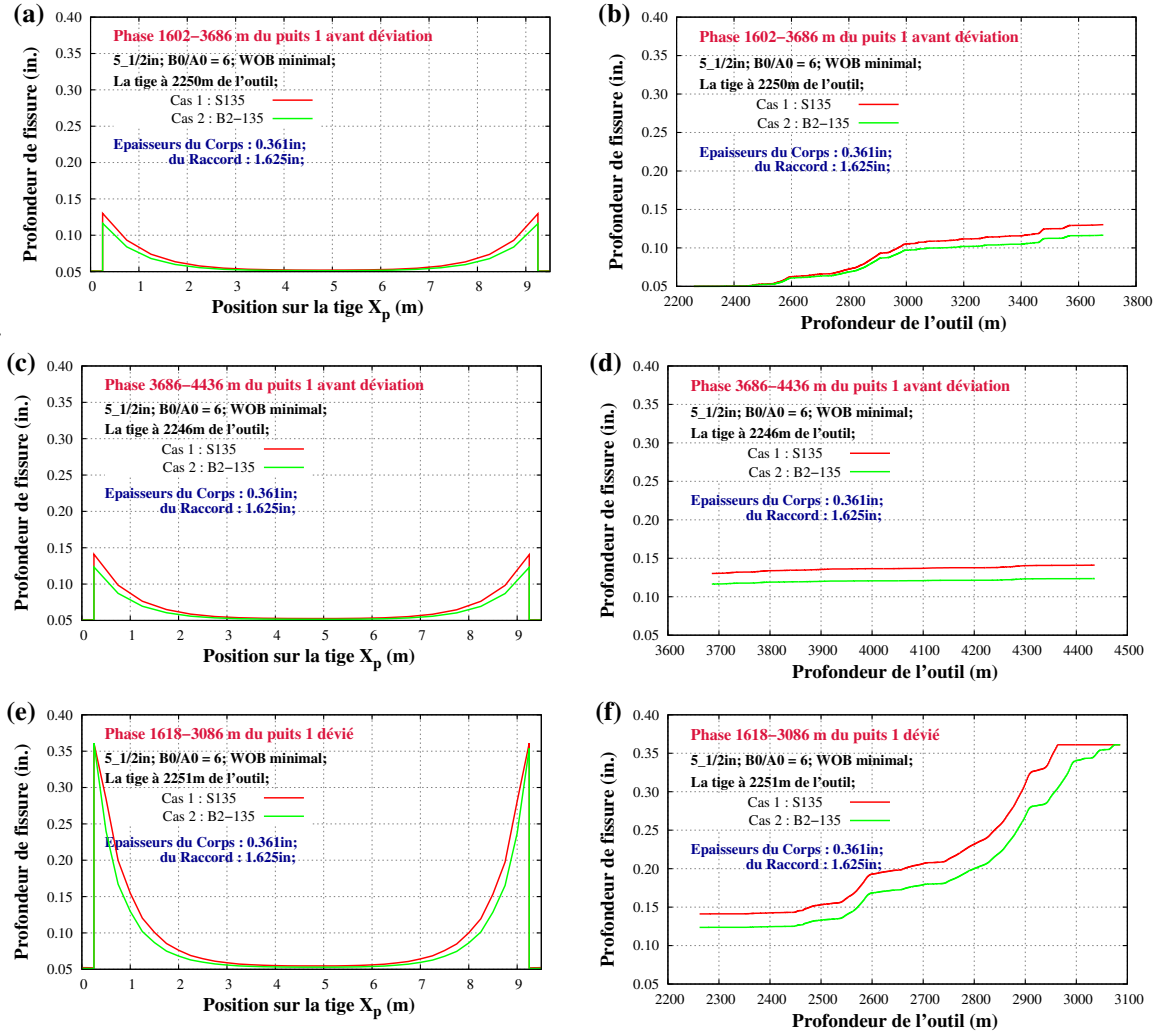 (a)
Profondeur de fissure (in.)
0.40
0.35
0.30
0.25
0.20
0.15
0.10
0.05
Phase 1602−3686 m du puits 1 avant déviation
5_1/2in; B0/A0 = 6; WOB minimal;
La tige à 2250m de l'outil;
Cas 1 : S135
Cas 2 : B2−135
Epaisseurs du Corps : 0.361in;
du Raccord : 1.625in;
0 1 2 3 4 5 6 7 8 9
Position sur la tige X_p (m)
(b)
Profondeur de fissure (in.)
0.40
0.35
0.30
0.25
0.20
0.15
0.10
0.05
Phase 1602−3686 m du puits 1 avant déviation
5_1/2in; B0/A0 = 6; WOB minimal;
La tige à 2250m de l'outil;
Cas 1 : S135
Cas 2 : B2−135
Epaisseurs du Corps : 0.361in;
du Raccord : 1.625in;
2200 2400 2600 2800 3000 3200 3400 3600 3800
Profondeur de l'outil (m)
(c)
Profondeur de fissure (in.)
0.40
0.35
0.30
0.25
0.20
0.15
0.10
0.05
Phase 3686−4436 m du puits 1 avant déviation
5_1/2in; B0/A0 = 6; WOB minimal;
La tige à 2246m de l'outil;
Cas 1 : S135
Cas 2 : B2−135
Epaisseurs du Corps : 0.361in;
du Raccord : 1.625in;
0 1 2 3 4 5 6 7 8 9
Position sur la tige X_p (m)
(d)
Profondeur de fissure (in.)
0.40
0.35
0.30
0.25
0.20
0.15
0.10
0.05
Phase 3686−4436 m du puits 1 avant déviation
5_1/2in; B0/A0 = 6; WOB minimal;
La tige à 2246m de l'outil;
Cas 1 : S135
Cas 2 : B2−135
Epaisseurs du Corps : 0.361in;
du Raccord : 1.625in;
3600 3700 3800 3900 4000 4100 4200 4300 4400 4500
Profondeur de l'outil (m)
(e)
Profondeur de fissure (in.)
0.40
0.35
0.30
0.25
0.20
0.15
0.10
0.05
Phase 1618−3086 m du puits 1 dévié
5_1/2in; B0/A0 = 6; WOB minimal;
La tige à 2251m de l'outil;
Cas 1 : S135
Cas 2 : B2−135
Epaisseurs du Corps : 0.361in;
du Raccord : 1.625in;
0 1 2 3 4 5 6 7 8 9
Position sur la tige X_p (m)
(f)
Profondeur de fissure (in.)
0.40
0.35
0.30
0.25
0.20
0.15
0.10
0.05
Phase 1618−3086 m du puits 1 dévié
5_1/2in; B0/A0 = 6; WOB minimal;
La tige à 2251m de l'outil;
Cas 1 : S135
Cas 2 : B2−135
Epaisseurs du Corps : 0.361in;
du Raccord : 1.625in;
2200 2300 2400 2500 2600 2700 2800 2900 3000 3100
Profondeur de l'outil (m)